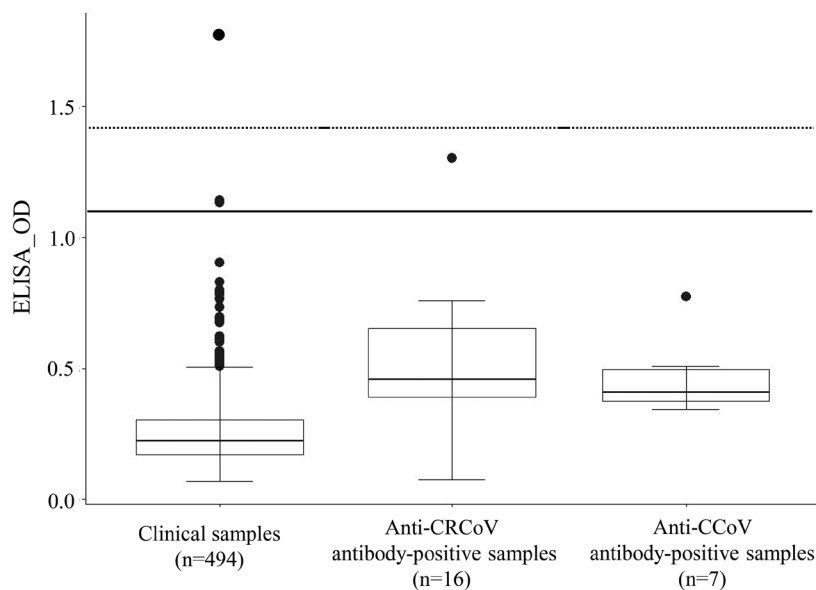 ELISA_OD
1.5
1.0
0.5
0.0
Clinical samples
(n=494)
Anti-CRCoV
antibody-positive samples
(n=16)
Anti-CCoV
antibody-positive samples
(n=7)